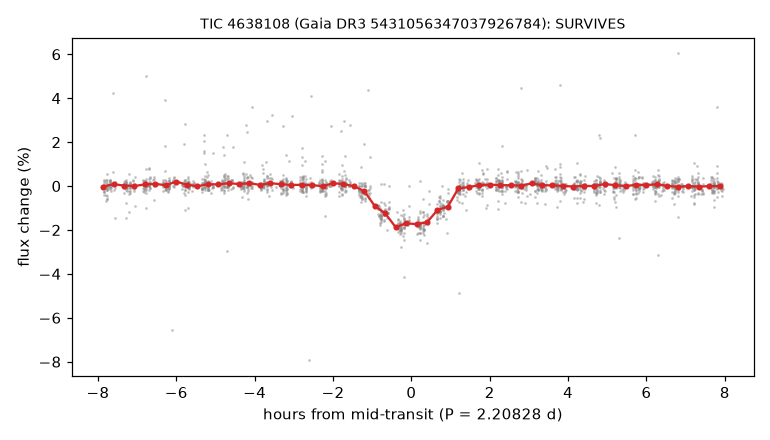 TIC 4638108 (Gaia DR3 5431056347037926784): SURVIVES
flux change (%)
6
4
2
0
−2
−4
−6
−8
−8 −6 −4 −2 0 2 4 6 8
hours from mid-transit (P = 2.20828 d)